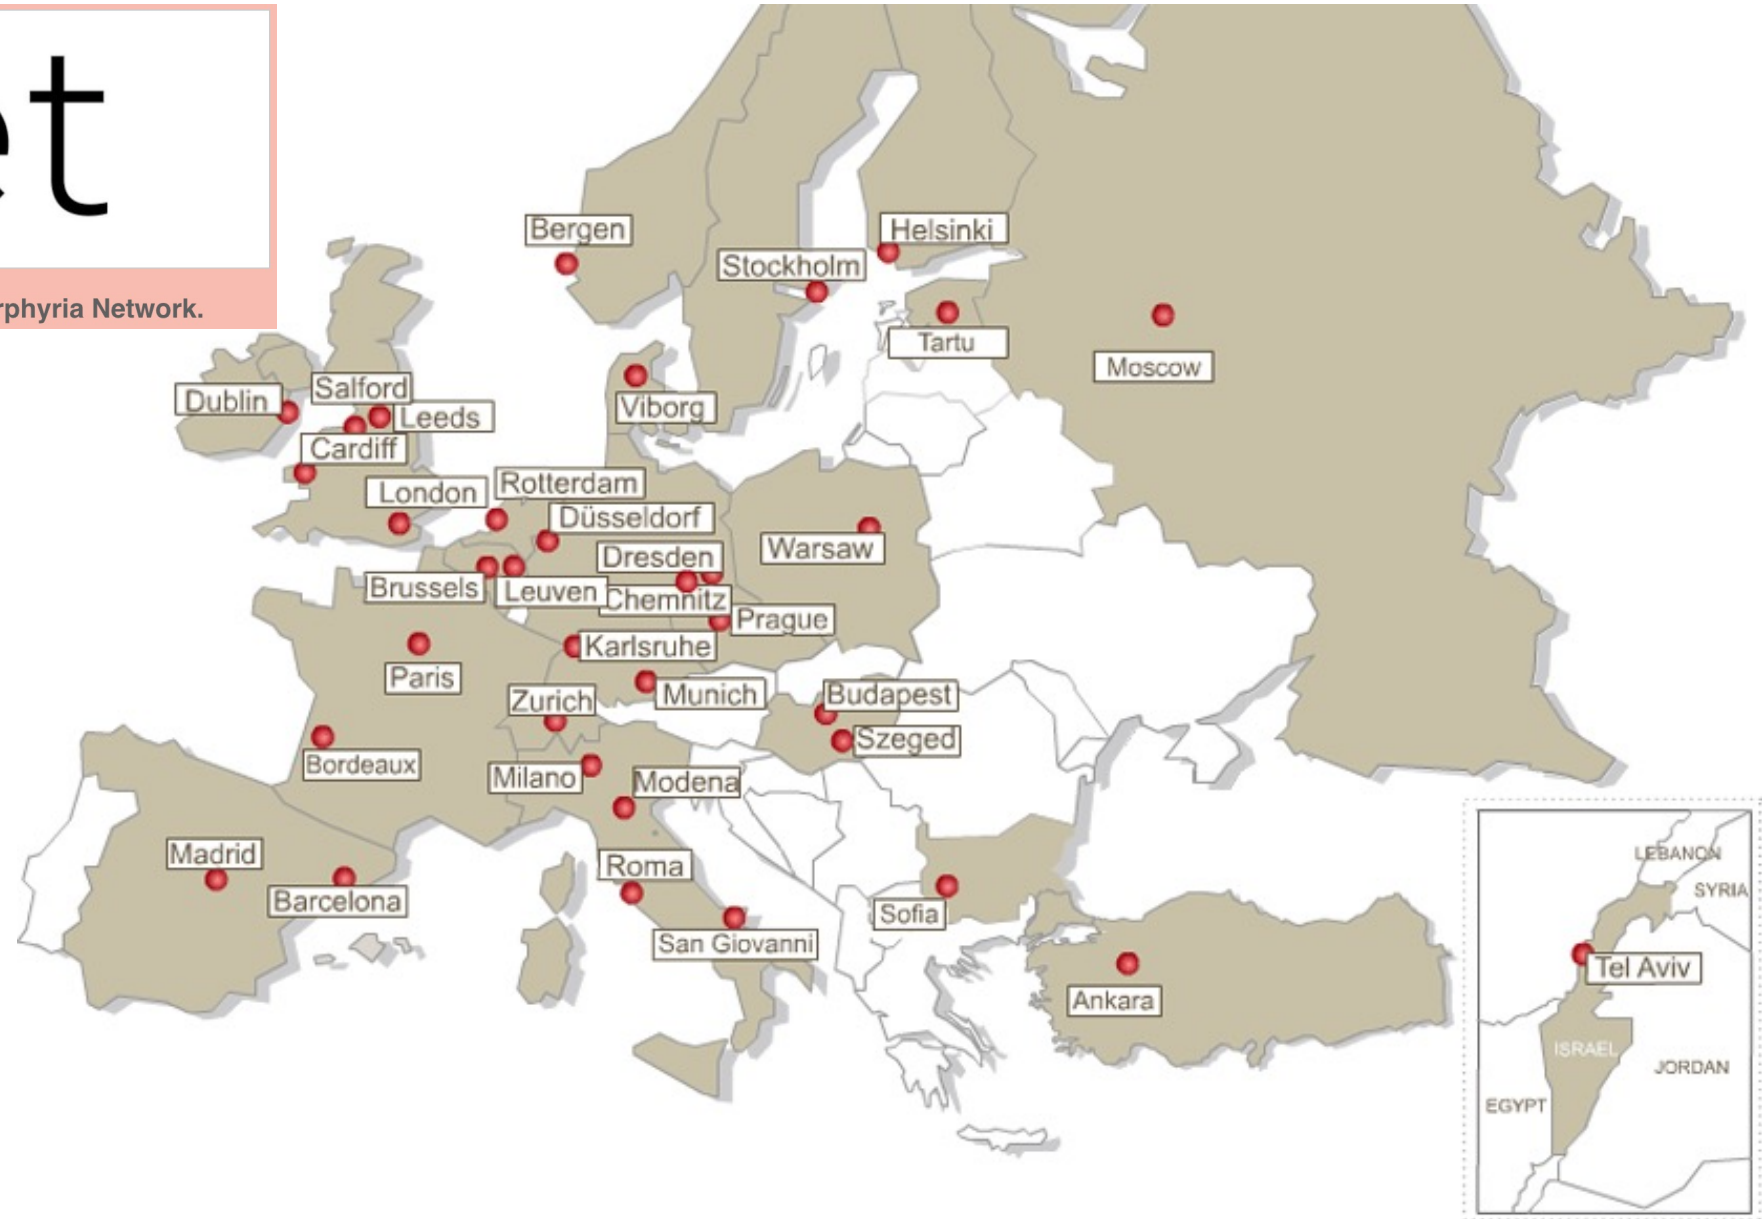 et
rphyria Network.
Bergen
Helsinki
Stockholm
Tartu
Moscow
Dublin
Salford
Leeds
Viborg
Cardiff
London
Rotterdam
Düsseldorf
Dresden
Warsaw
Brussels
Leuven
Chemnitz
Prague
Karlsruhe
Paris
Munich
Zurich
Budapest
Szeged
Bordeaux
Milano
Modena
Madrid
Roma
Barcelona
Sofia
San Giovanni
Ankara
LEBANON
SYRIA
Tel Aviv
ISRAEL
JORDAN
EGYPT